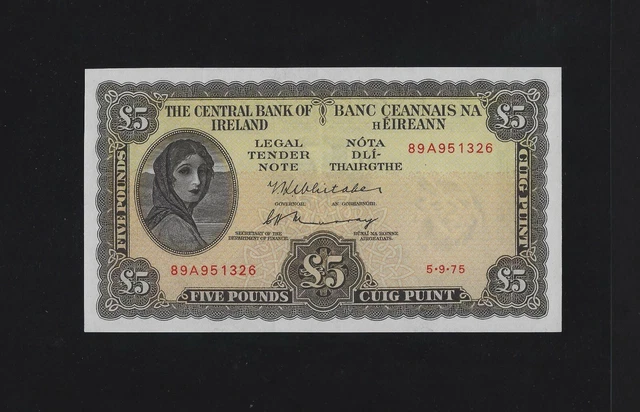 £5
THE CENTRAL BANK OF IRELAND
BANC CEANNAIS NA hÉIREANN
£5
LEGAL TENDER NOTE
NÓTA DLÍ-THAIRGTHE
89A951326
FIVE POUNDS
CUIG PUINT
T K Whitaker
GOVERNOR.
AN GOBHARNÓIR.
C H Murray
SECRETARY OF THE DEPARTMENT OF FINANCE.
RÚNAÍ NA ROINNE AIRGEADAIS.
89A951326
5·9·75
£5
FIVE POUNDS
£5
CUIG PUINT
£5